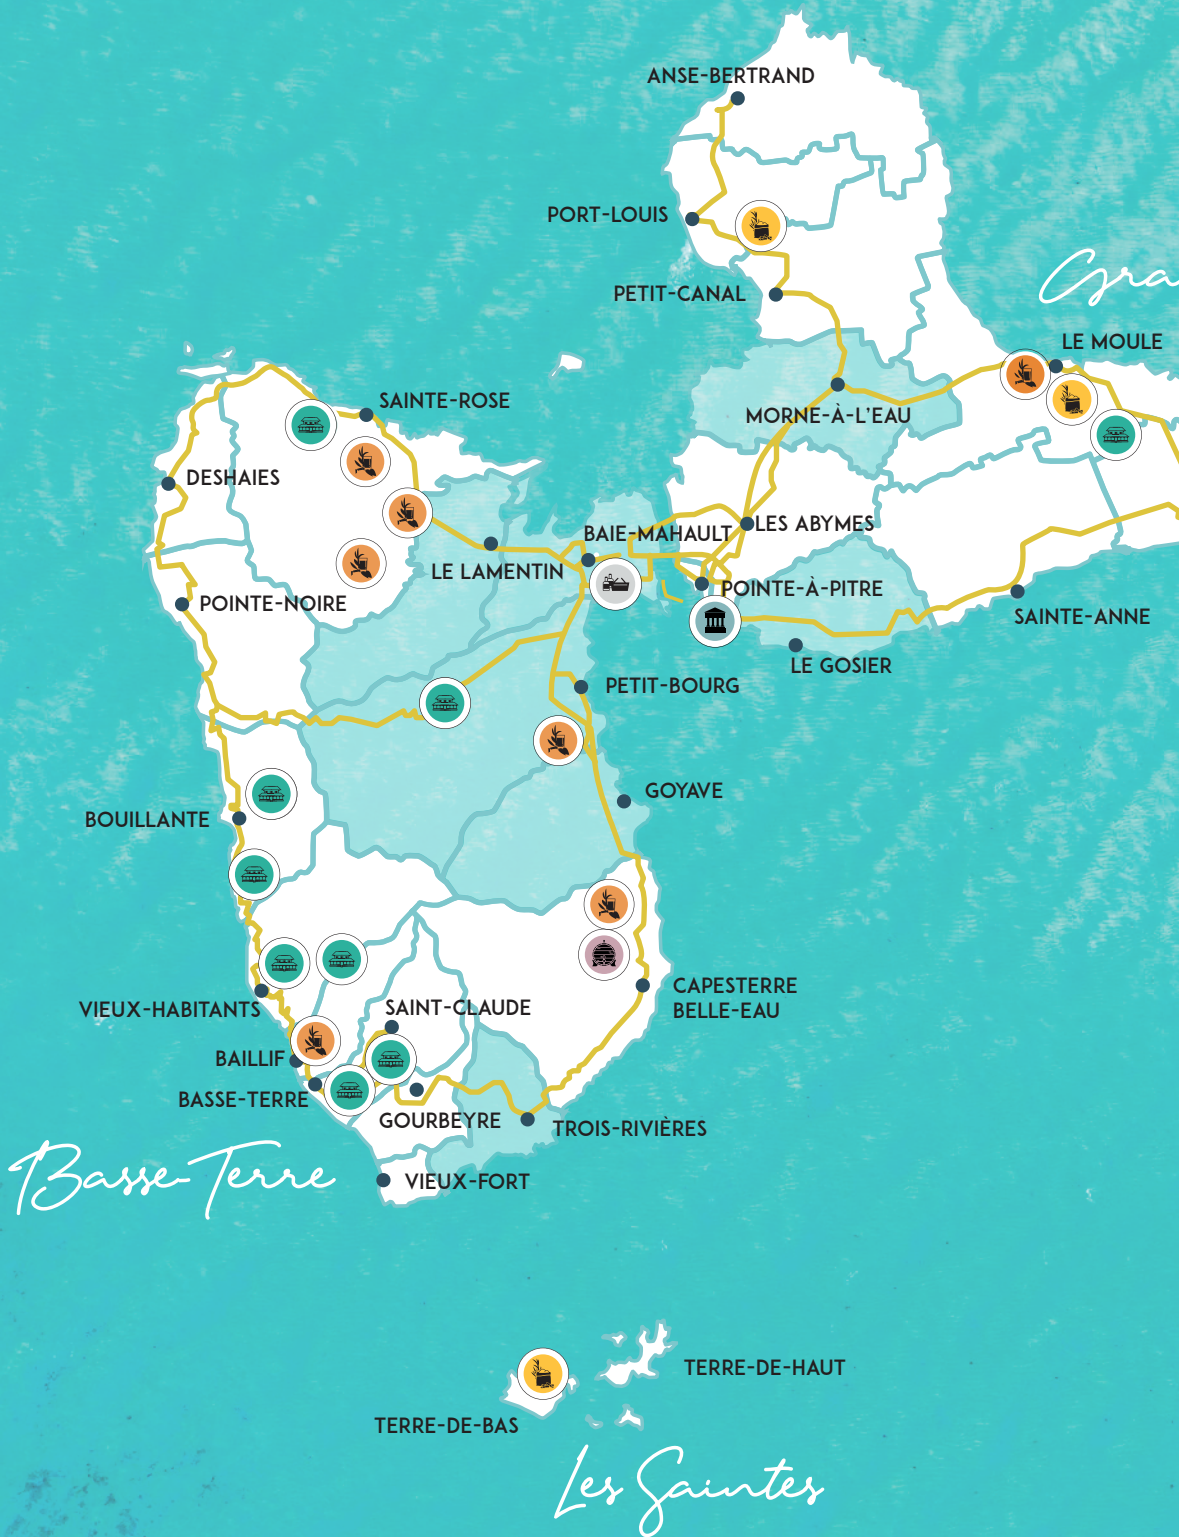 ANSE-BERTRAND
PORT-LOUIS
PETIT-CANAL
Gra
LE MOULE
SAINTE-ROSE
MORNE-À-L'EAU
DESHAIES
LES ABYMES
BAIE-MAHAULT
LE LAMENTIN
POINTE-À-PITRE
POINTE-NOIRE
SAINTE-ANNE
LE GOSIER
PETIT-BOURG
GOYAVE
BOUILLANTE
CAPESTERRE
BELLE-EAU
VIEUX-HABITANTS
SAINT-CLAUDE
BAILLIF
BASSE-TERRE
GOURBEYRE
TROIS-RIVIÈRES
Basse-Terre
VIEUX-FORT
TERRE-DE-HAUT
TERRE-DE-BAS
Les Saintes